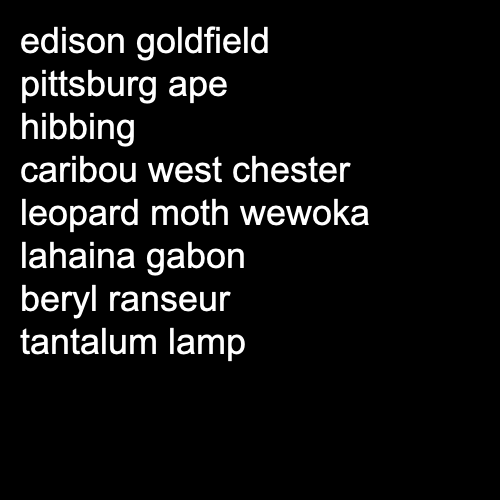 edison goldfield
pittsburg ape
hibbing
caribou west chester
leopard moth wewoka
lahaina gabon
beryl ranseur
tantalum lamp